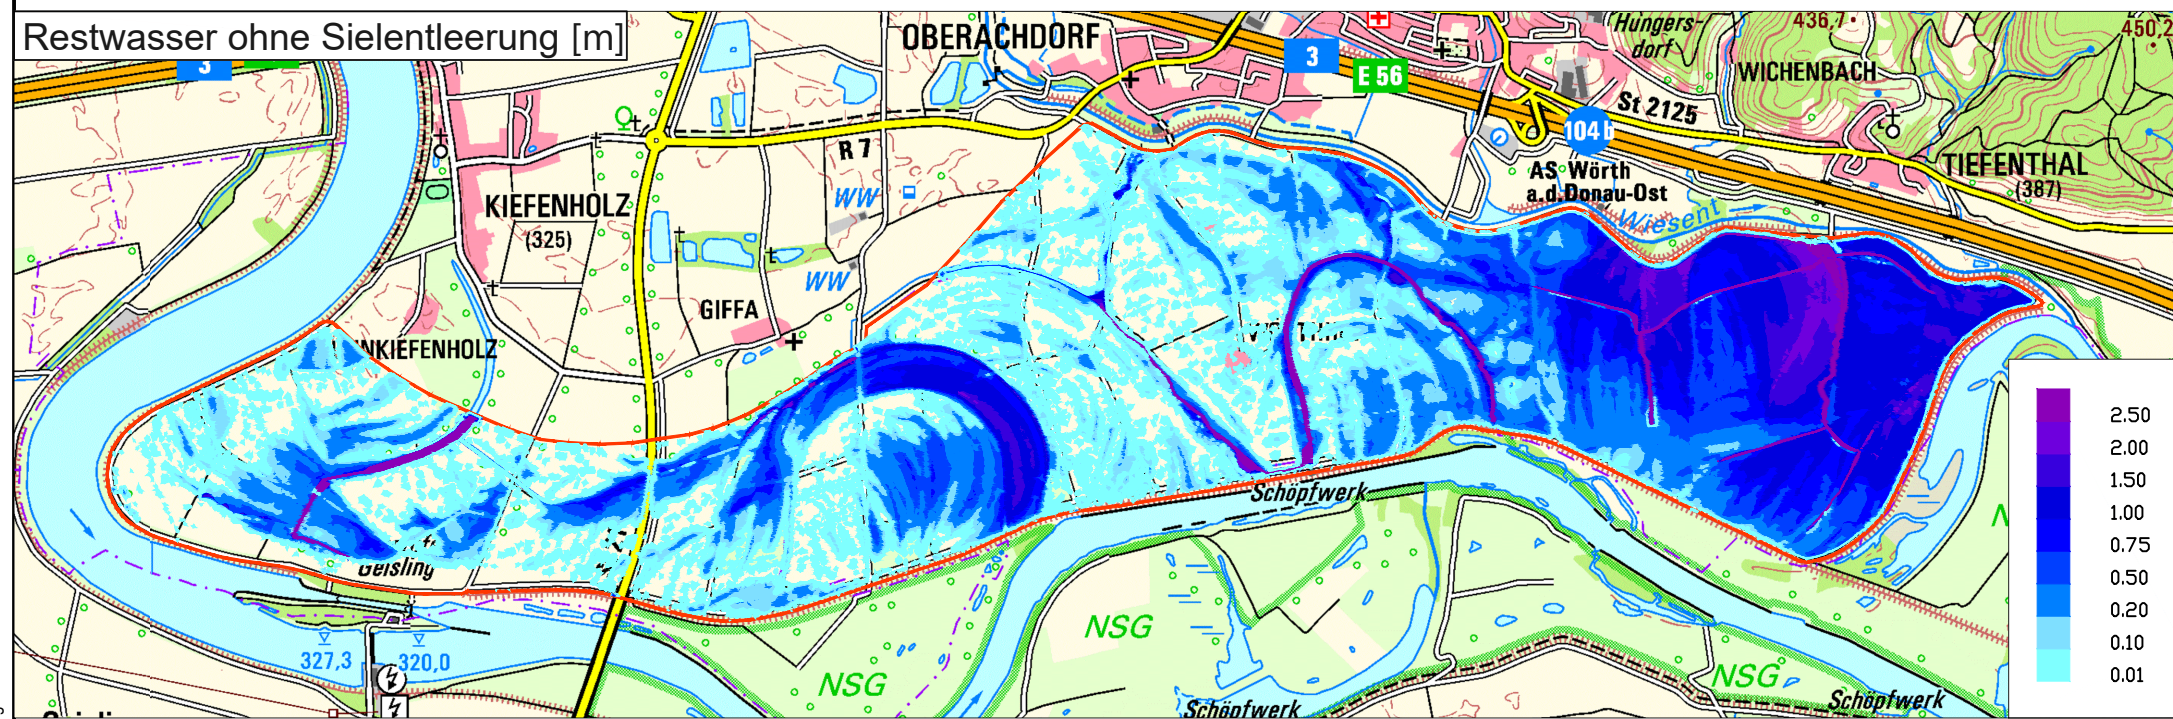 Restwasser ohne Sielentleerung [m]
OBERACHDORF
Hungers-
dorf
436,7
450,2
3
3
E 56
WICHENBACH
St 2125
104 b
R 7
AS Wörth
a.d.Donau-Ost
TIEFENTHAL
(387)
WW
KIEFENHOLZ
(325)
Wiesent
WW
GIFFA
NKIEFENHOLZ
2.50
2.00
1.50
1.00
0.75
0.50
0.20
0.10
0.01
Schöpfwerk
Geisling
NSG
327,3
320,0
NSG
NSG
Schöpfwerk
Schöpfwerk